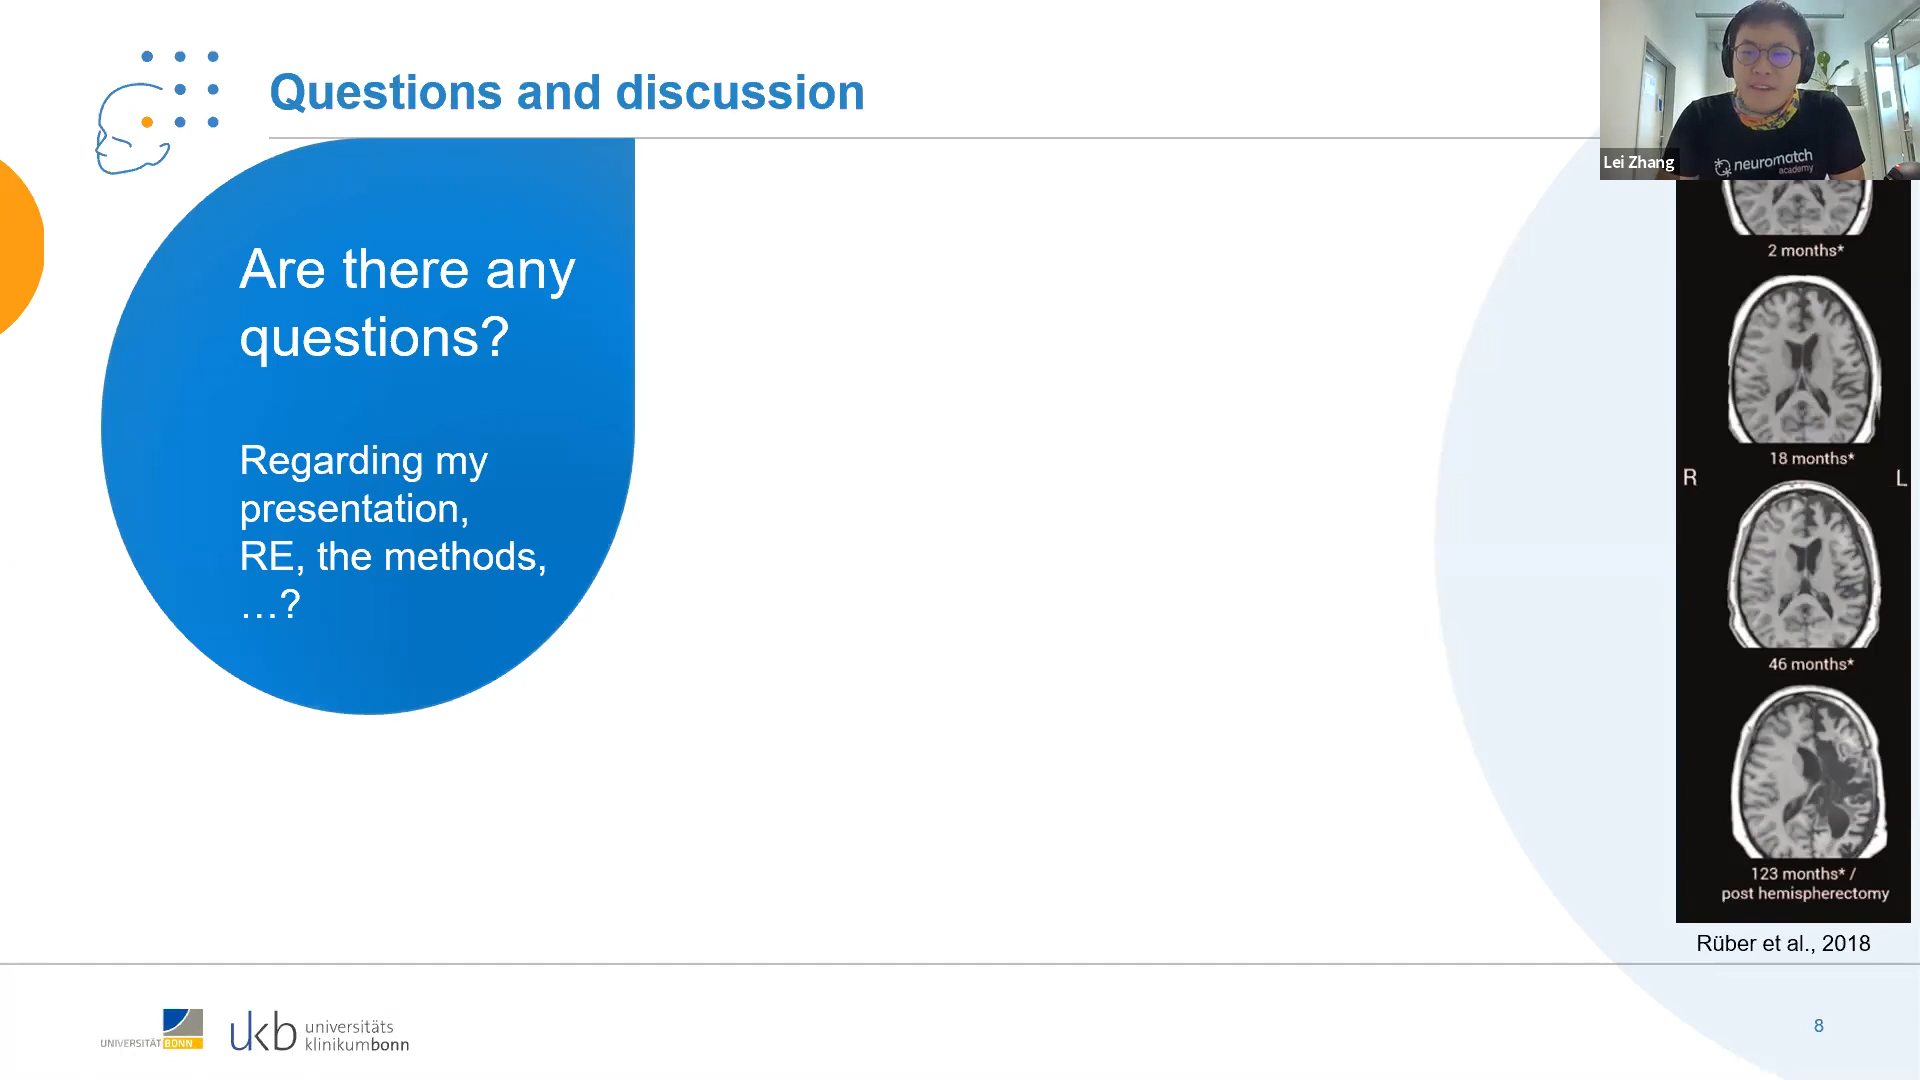 Questions and discussion
Are there any
questions?
Regarding my
presentation,
RE, the methods,
…?
Lei Zhang
neuromatch
academy
2 months*
18 months*
R
L
46 months*
123 months* /
post hemispherectomy
Rüber et al., 2018
UNIVERSITÄT BONN
ukb universitäts
klinikumbonn
8